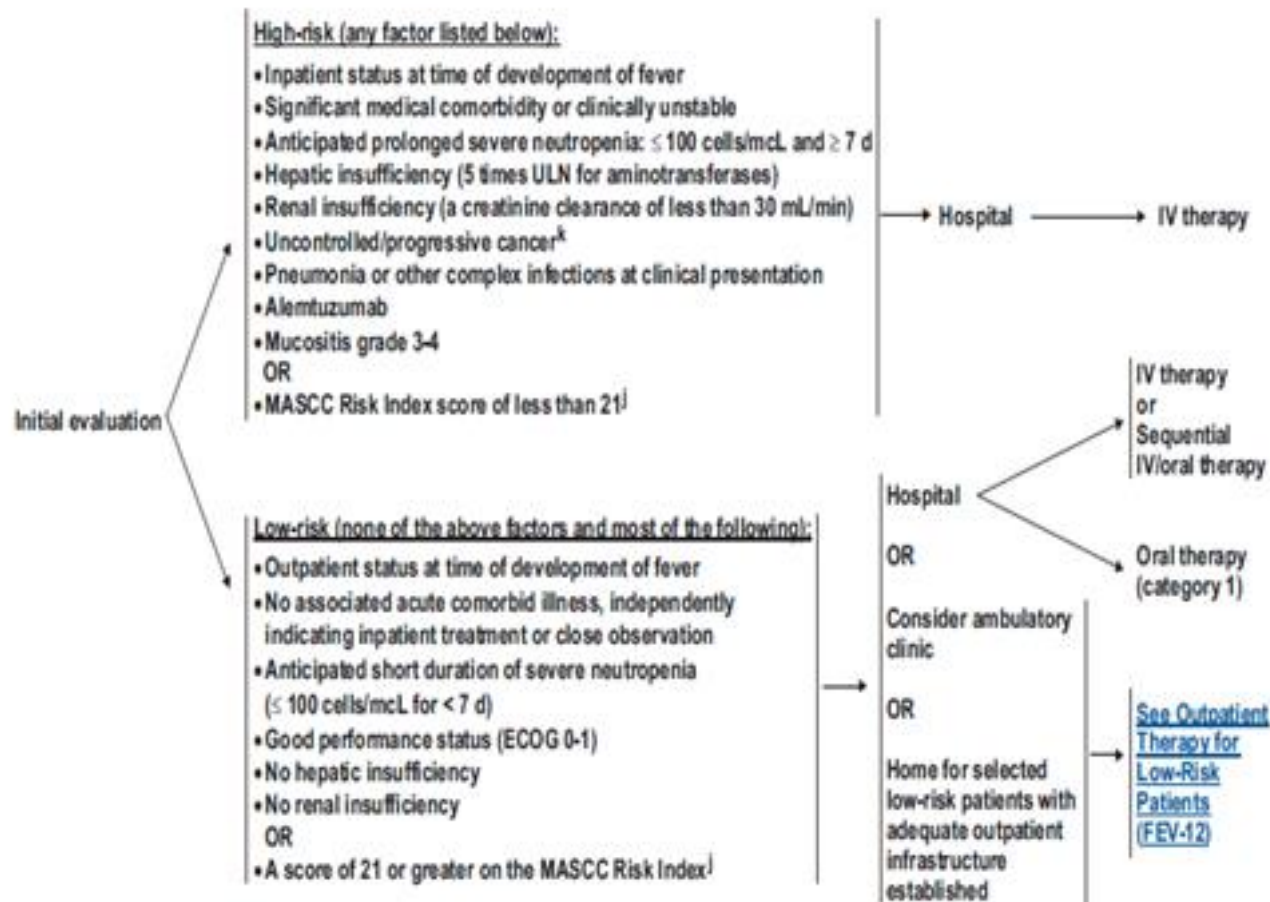 High-risk (any factor listed below):
•Inpatient status at time of development of fever
•Significant medical comorbidity or clinically unstable
•Anticipated prolonged severe neutropenia: ≤ 100 cells/mcL and ≥ 7 d
•Hepatic insufficiency (5 times ULN for aminotransferases)
•Renal insufficiency (a creatinine clearance of less than 30 mL/min)
•Uncontrolled/progressive cancerk
•Pneumonia or other complex infections at clinical presentation
•Alemtuzumab
•Mucositis grade 3-4
OR
•MASCC Risk Index score of less than 21j
Hospital
IV therapy
Initial evaluation
Low-risk (none of the above factors and most of the following):
•Outpatient status at time of development of fever
•No associated acute comorbid illness, independently
indicating inpatient treatment or close observation
•Anticipated short duration of severe neutropenia
(≤ 100 cells/mcL for < 7 d)
•Good performance status (ECOG 0-1)
•No hepatic insufficiency
•No renal insufficiency
OR
•A score of 21 or greater on the MASCC Risk Indexj
Hospital
OR
Consider ambulatory
clinic
OR
Home for selected
low-risk patients with
adequate outpatient
infrastructure
established
IV therapy
or
Sequential
IV/oral therapy
Oral therapy
(category 1)
See Outpatient
Therapy for
Low-Risk
Patients
(FEV-12)